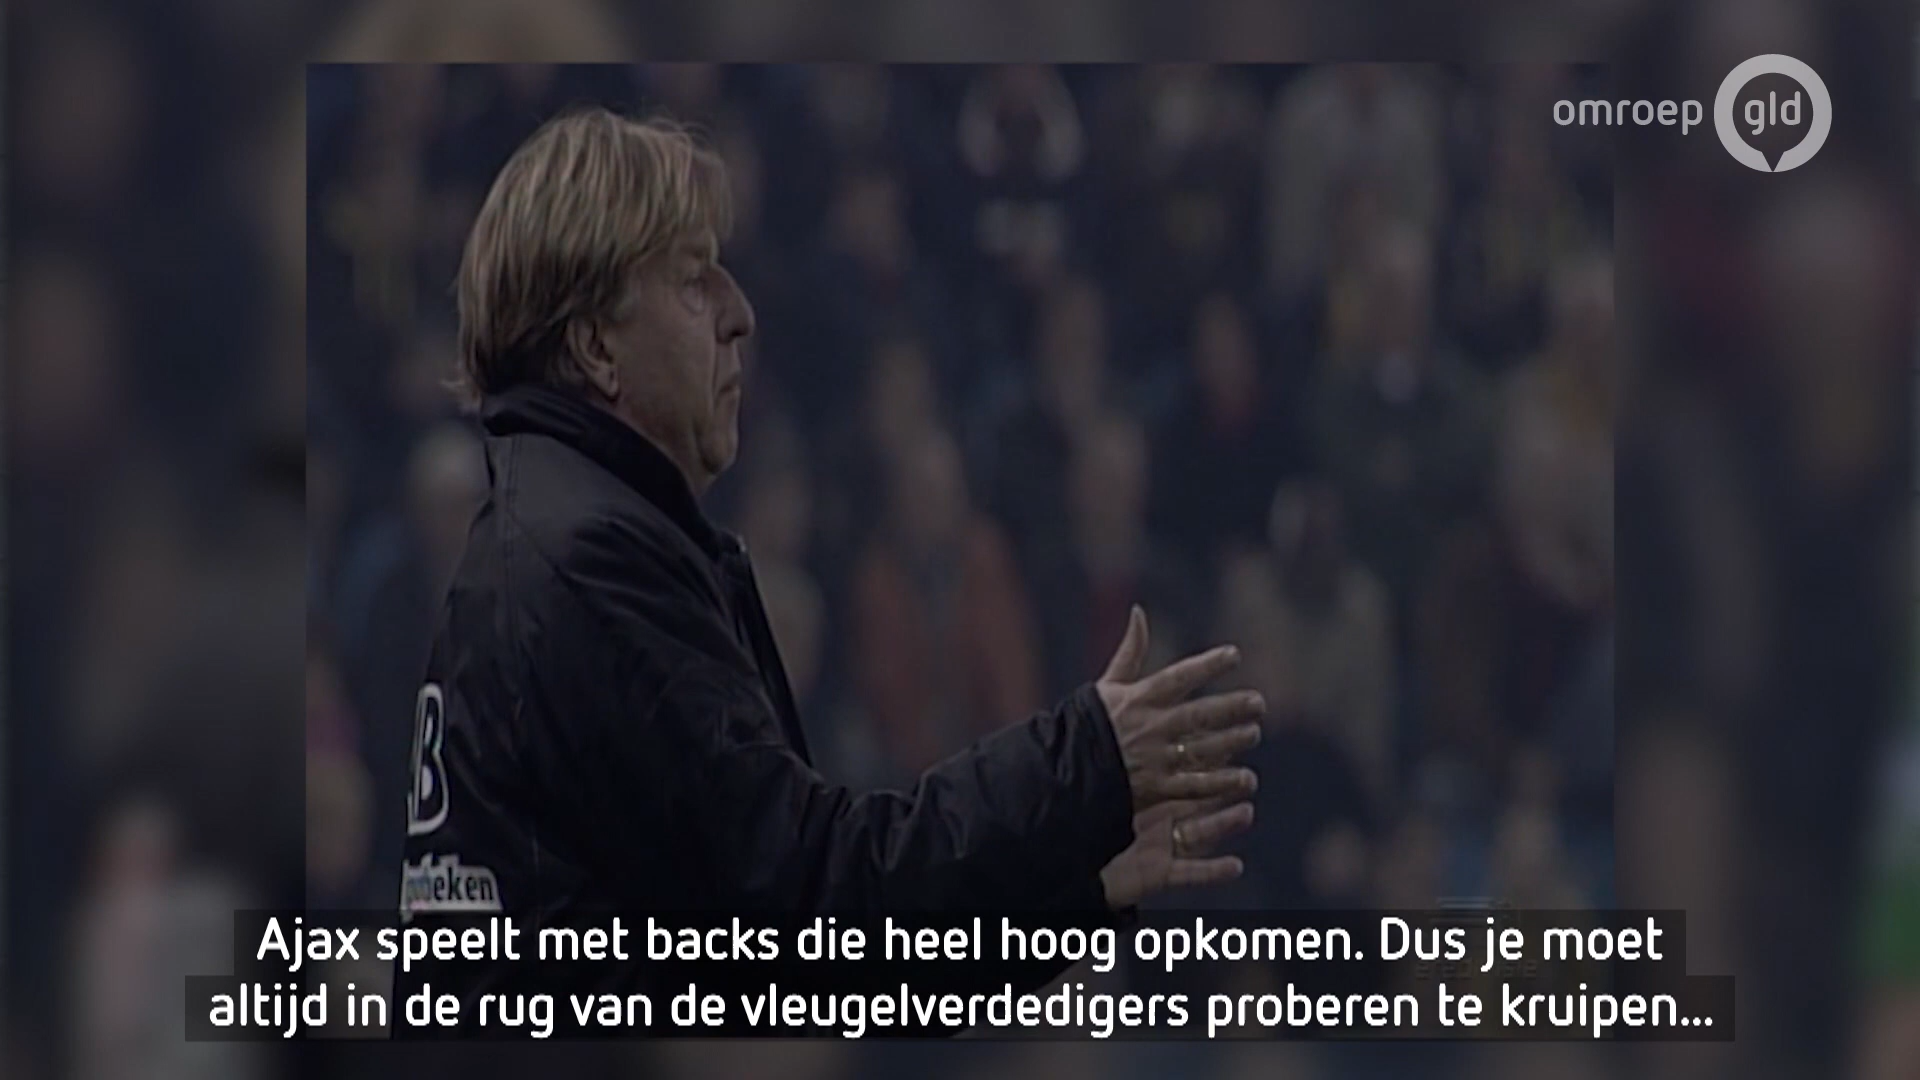 omroep gld
B
eken
Ajax speelt met backs die heel hoog opkomen. Dus je moet
altijd in de rug van de vleugelverdedigers proberen te kruipen...